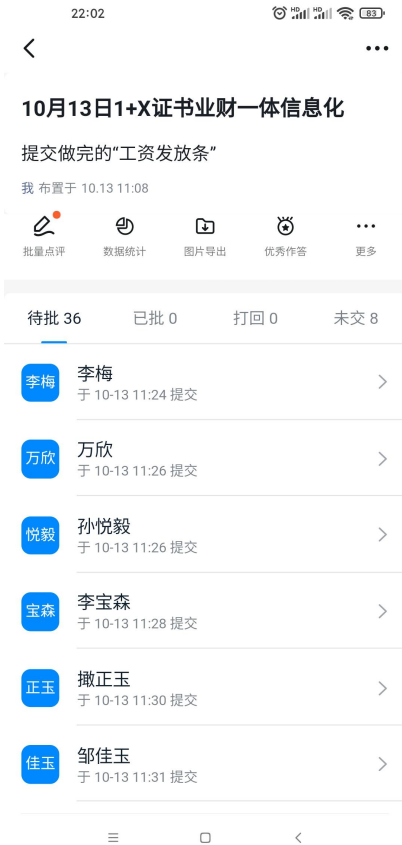 22:02
HD HD 83
10月13日1+X证书业财一体信息化
提交做完的“工资发放条”
我 布置于 10.13 11:08
批量点评 数据统计 图片导出 优秀作答 更多
待批 36 已批 0 打回 0 未交 8
李梅 李梅
于 10-13 11:24 提交
万欣 万欣
于 10-13 11:26 提交
悦毅 孙悦毅
于 10-13 11:26 提交
宝森 李宝森
于 10-13 11:28 提交
正玉 撖正玉
于 10-13 11:30 提交
佳玉 邹佳玉
于 10-13 11:31 提交